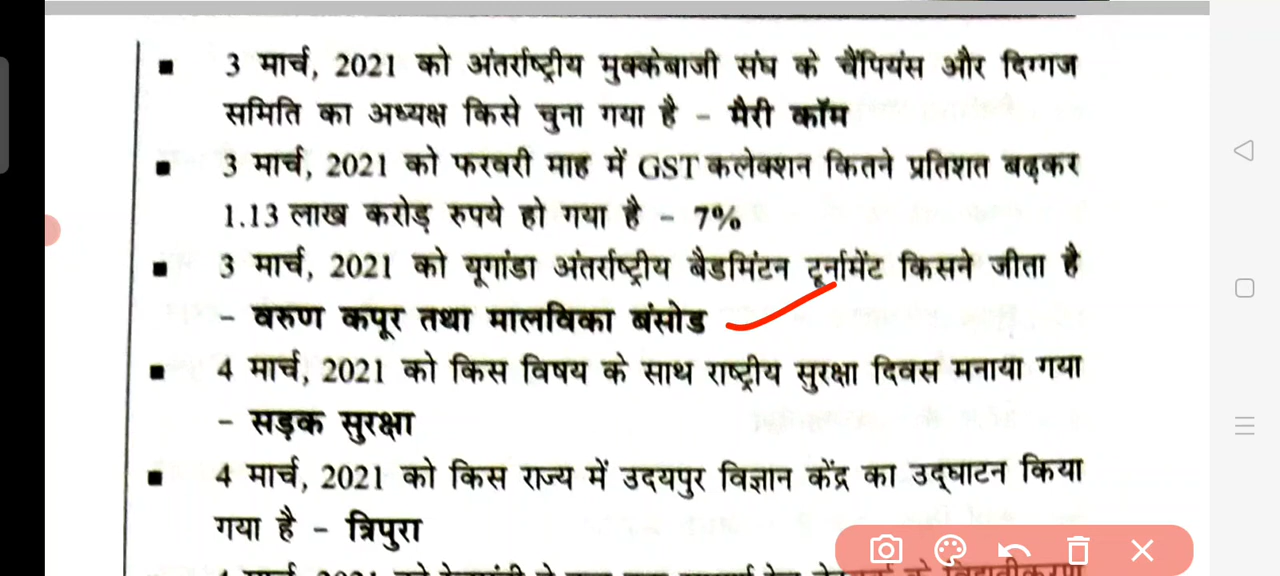 ▪ 3 मार्च, 2021 को अंतर्राष्ट्रीय मुक्केबाजी संघ के चैंपियंस और दिग्गज
समिति का अध्यक्ष किसे चुना गया है – मैरी कॉम
▪ 3 मार्च, 2021 को फरवरी माह में GST कलेक्शन कितने प्रतिशत बढ़कर
1.13 लाख करोड़ रुपये हो गया है – 7%
▪ 3 मार्च, 2021 को यूगांडा अंतर्राष्ट्रीय बैडमिंटन टूर्नामेंट किसने जीता है
– वरुण कपूर तथा मालविका बंसोड
▪ 4 मार्च, 2021 को किस विषय के साथ राष्ट्रीय सुरक्षा दिवस मनाया गया
– सड़क सुरक्षा
▪ 4 मार्च, 2021 को किस राज्य में उदयपुर विज्ञान केंद्र का उद्घाटन किया
गया है – त्रिपुरा